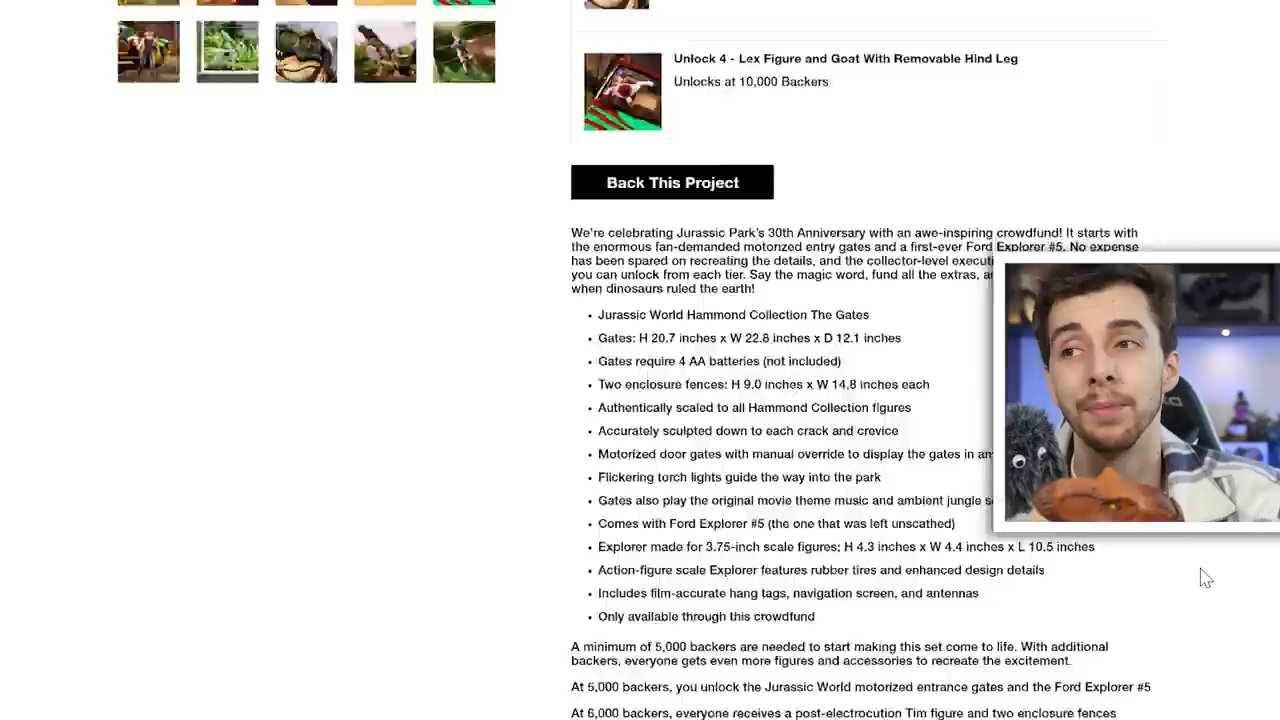 Unlock 4 - Lex Figure and Goat With Removable Hind Leg
Unlocks at 10,000 Backers
Back This Project
We're celebrating Jurassic Park's 30th Anniversary with an awe-inspiring crowdfund! It starts with
the enormous fan-demanded motorized entry gates and a first-ever Ford Explorer #5. No expense
has been spared on recreating the details, and the collector-level
you can unlock from each tier. Say the magic word, fund all the extras,
when dinosaurs ruled the earth!
• Jurassic World Hammond Collection The Gates
• Gates: H 20.7 inches x W 22.8 inches x D 12.1 inches
• Gates require 4 AA batteries (not included)
• Two enclosure fences: H 9.0 inches x W 14.8 inches each
• Authentically scaled to all Hammond Collection figures
• Accurately sculpted down to each crack and crevice
• Motorized door gates with manual override to display the gates in
• Flickering torch lights guide the way into the park
• Gates also play the original movie theme music and ambient jungle
• Comes with Ford Explorer #5 (the one that was left unscathed)
• Explorer made for 3.75-inch scale figures; H 4.3 inches x W 4.4 inches x L 10.5 inches
• Action-figure scale Explorer features rubber tires and enhanced design details
• Includes film-accurate hang tags, navigation screen, and antennas
• Only available through this crowdfund
A minimum of 5,000 backers are needed to start making this set come to life. With additional
backers, everyone gets even more figures and accessories to recreate the excitement.
At 5,000 backers, you unlock the Jurassic World motorized entrance gates and the Ford Explorer #5
At 6,000 backers, everyone receives a post-electrocution Tim figure and two enclosure fences